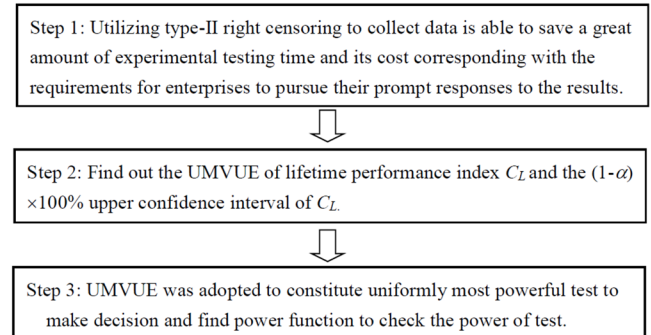 Step 1: Utilizing type-II right censoring to collect data is able to save a great
amount of experimental testing time and its cost corresponding with the
requirements for enterprises to pursue their prompt responses to the results.
Step 2: Find out the UMVUE of lifetime performance index CL and the (1-α)
×100% upper confidence interval of CL.
Step 3: UMVUE was adopted to constitute uniformly most powerful test to
make decision and find power function to check the power of test.